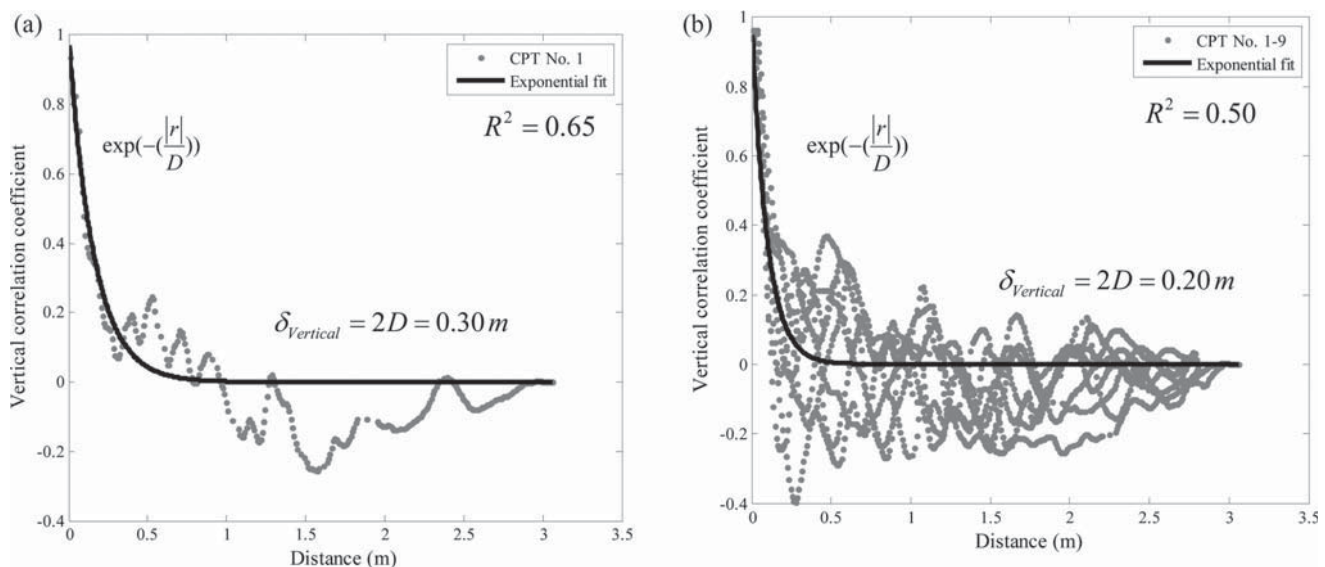 (a)
CPT No. 1
Exponential fit
R² = 0.65
exp(−(|r|/D))
δVertical = 2D = 0.30 m
Vertical correlation coefficient
1
0.8
0.6
0.4
0.2
0
-0.2
-0.4
0 0.5 1 1.5 2 2.5 3 3.5
Distance (m)
(b)
CPT No. 1-9
Exponential fit
R² = 0.50
exp(−(|r|/D))
δVertical = 2D = 0.20 m
Vertical correlation coefficient
1
0.8
0.6
0.4
0.2
0
-0.2
-0.4
0 0.5 1 1.5 2 2.5 3 3.5
Distance (m)